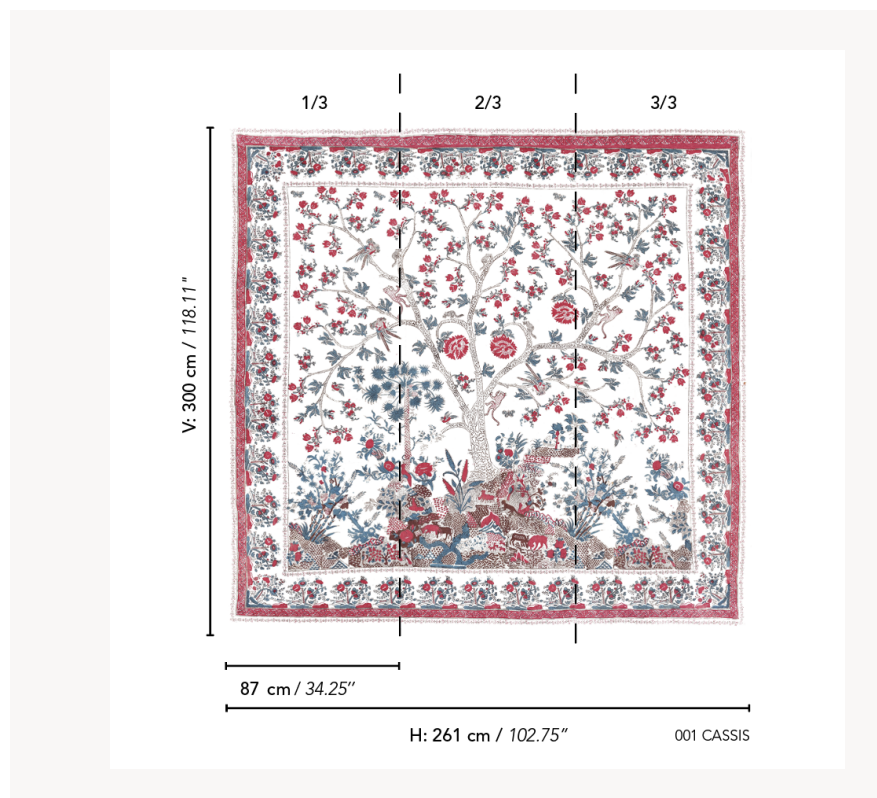 1/3 2/3 3/3
V: 300 cm / 118.11"
87 cm / 34.25″
H: 261 cm / 102.75″
001 CASSIS